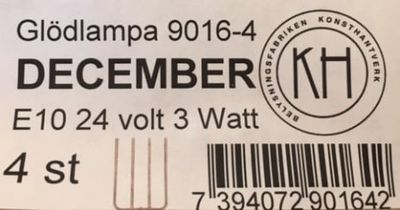 Glödlampa 9016-4
DECEMBER
E10 24 volt 3 Watt
4 st
BELYSNINGSFABRIKEN KONSTHANTVERK
KH
7 394072 901642